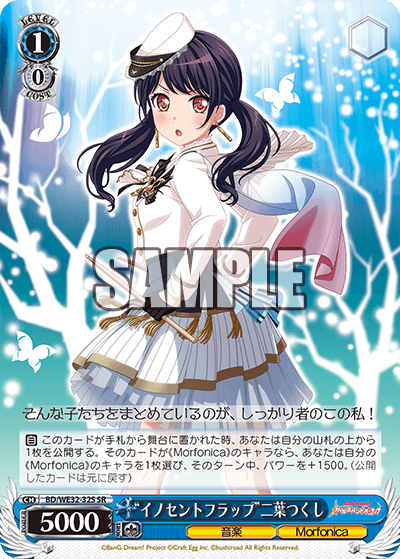 LEVEL
1
0
COST
SAMPLE
そんな子たちをまとめているのが、しっかり者のこの私！
自 このカードが手札から舞台に置かれた時、あなたは自分の山札の上から
1枚を公開する。そのカードが《Morfonica》のキャラなら、あなたは自分の
《Morfonica》のキャラを1枚選び、そのターン中、パワーを＋1500。（公開
したカードは元に戻す）
CH BD/WE32-32S SR
5000
"イノセントフラップ"二葉つくし
音楽 Morfonica
©BanG Dream! Project ©Craft Egg Inc. ©bushiroad All Rights Reserved.